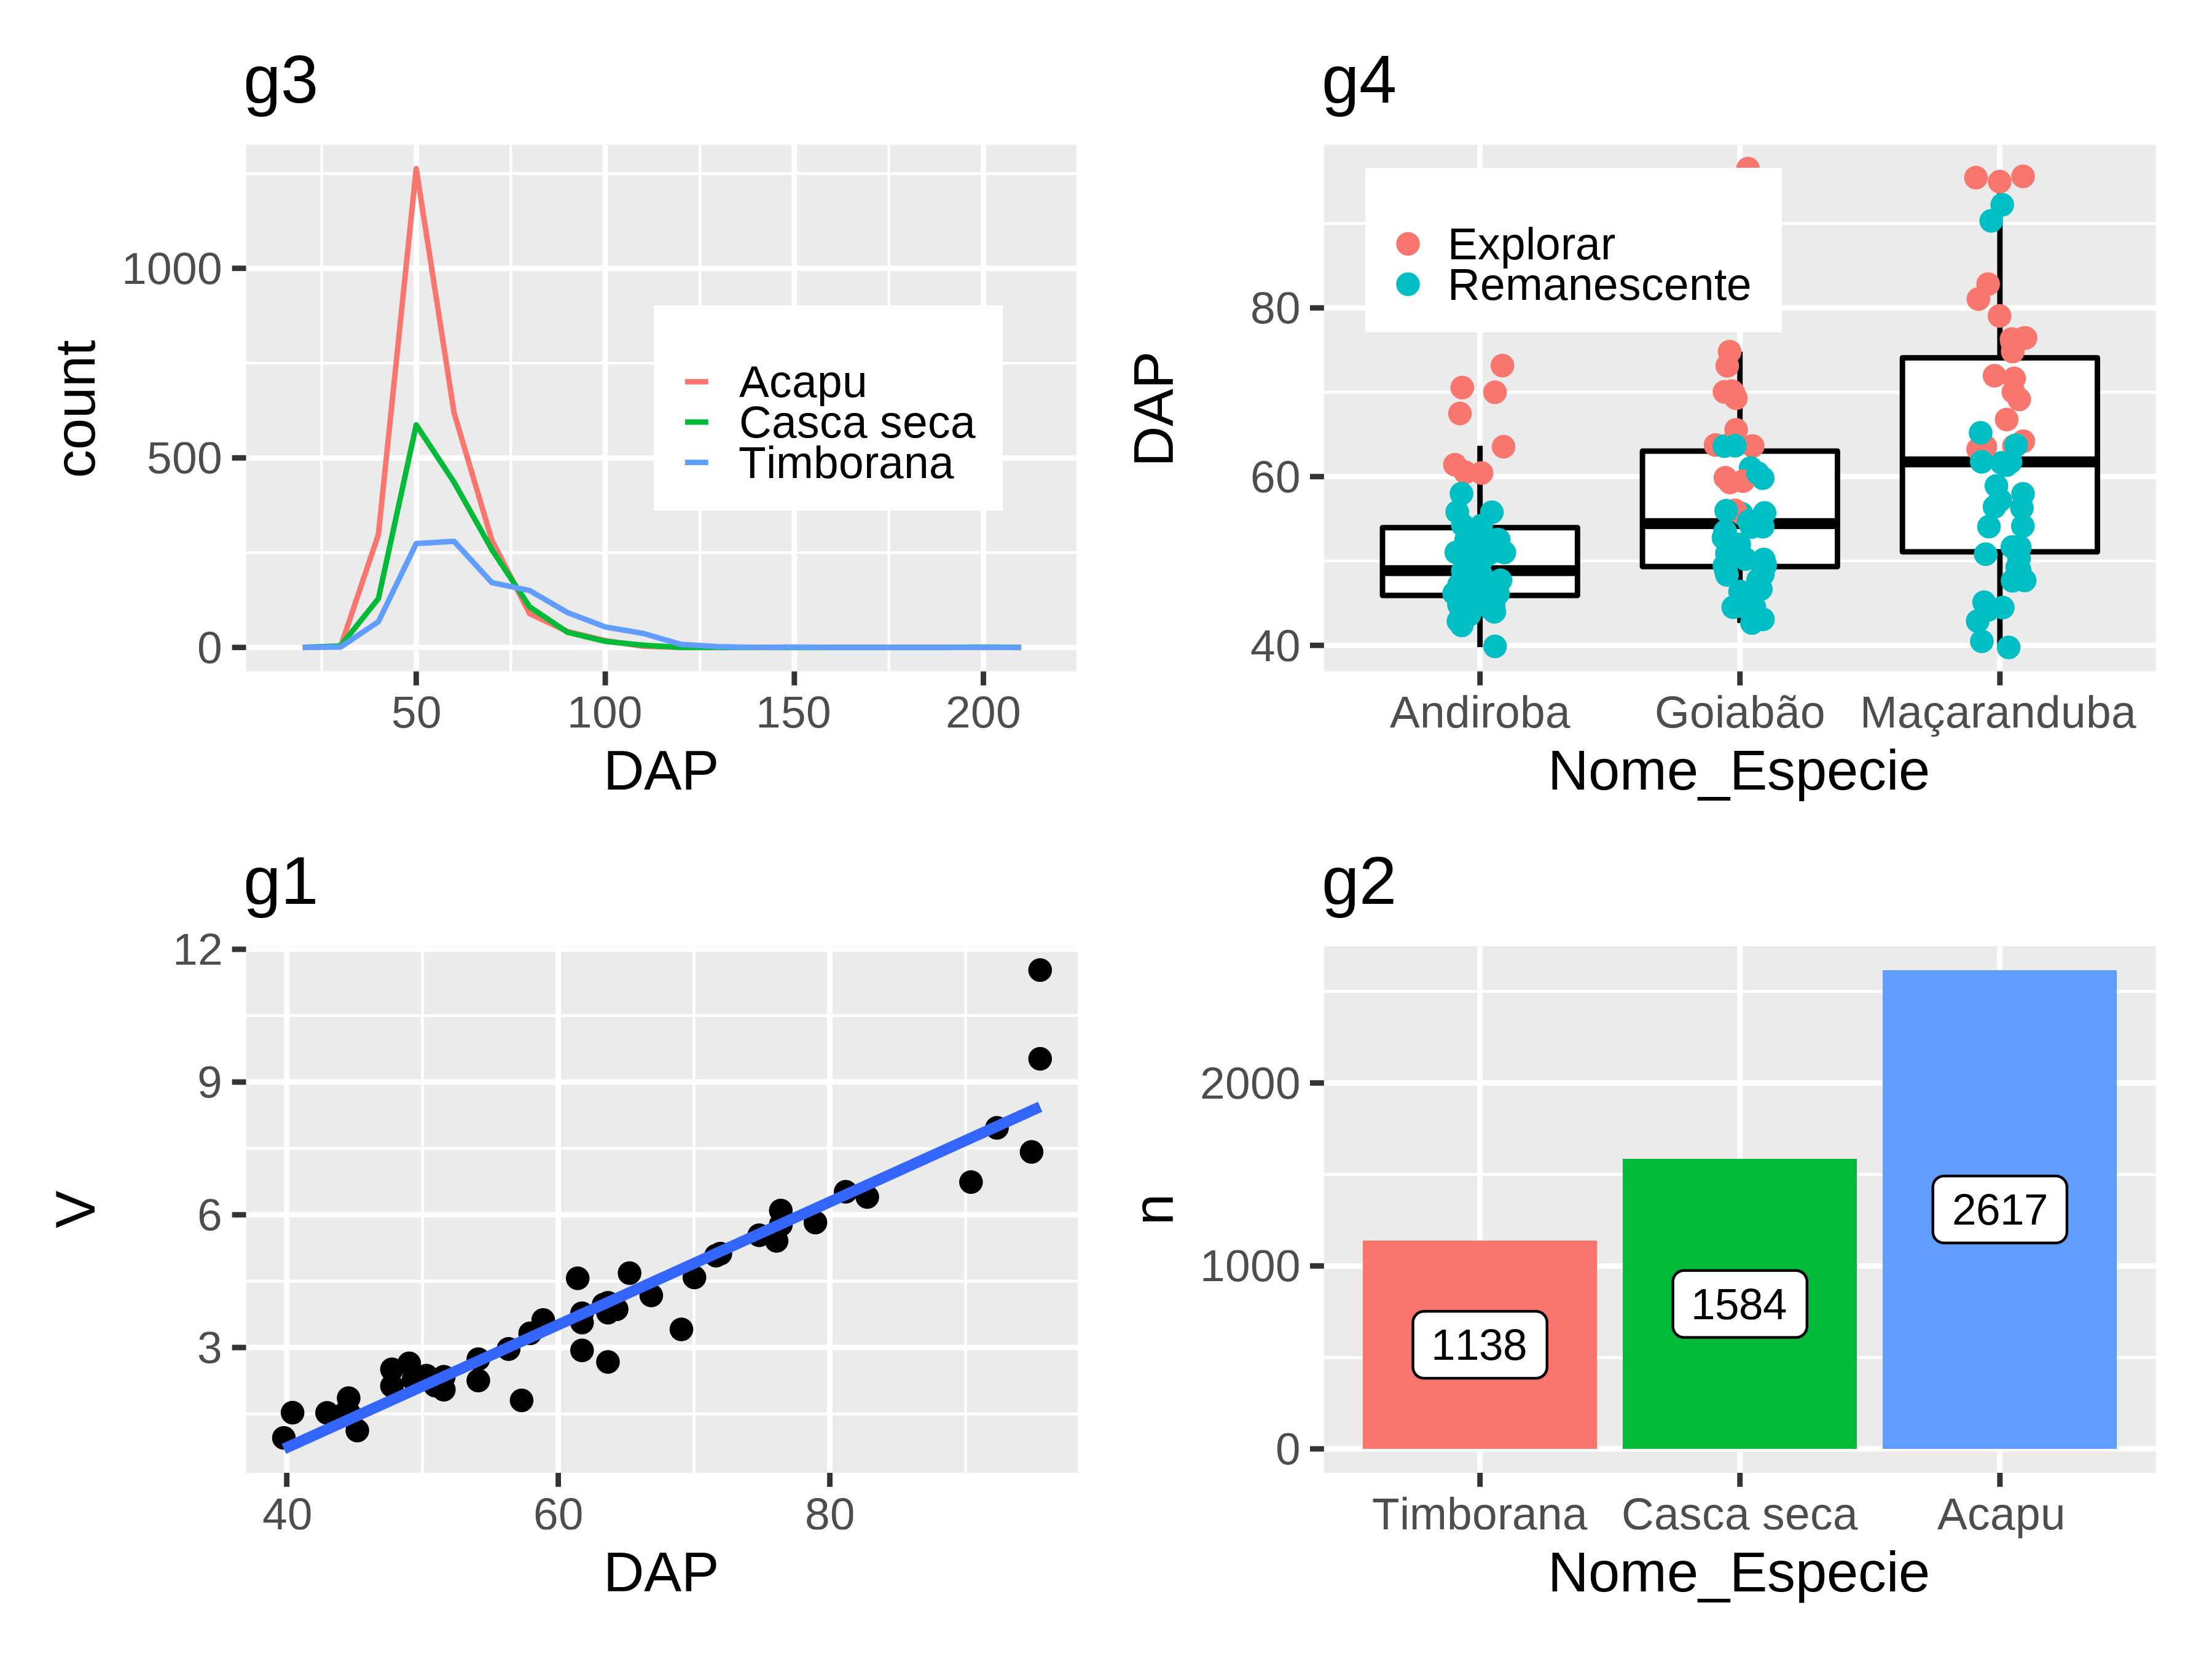 g3
count
1000
500
0
Acapu
Casca seca
Timborana
50 100 150 200
DAP
g4
DAP
80
60
40
Explorar
Remanescente
Andiroba Goiabão Maçaranduba
Nome_Especie
g1
V
12
9
6
3
40 60 80
DAP
g2
n
2000
1000
0
1138
1584
2617
Timborana Casca seca Acapu
Nome_Especie